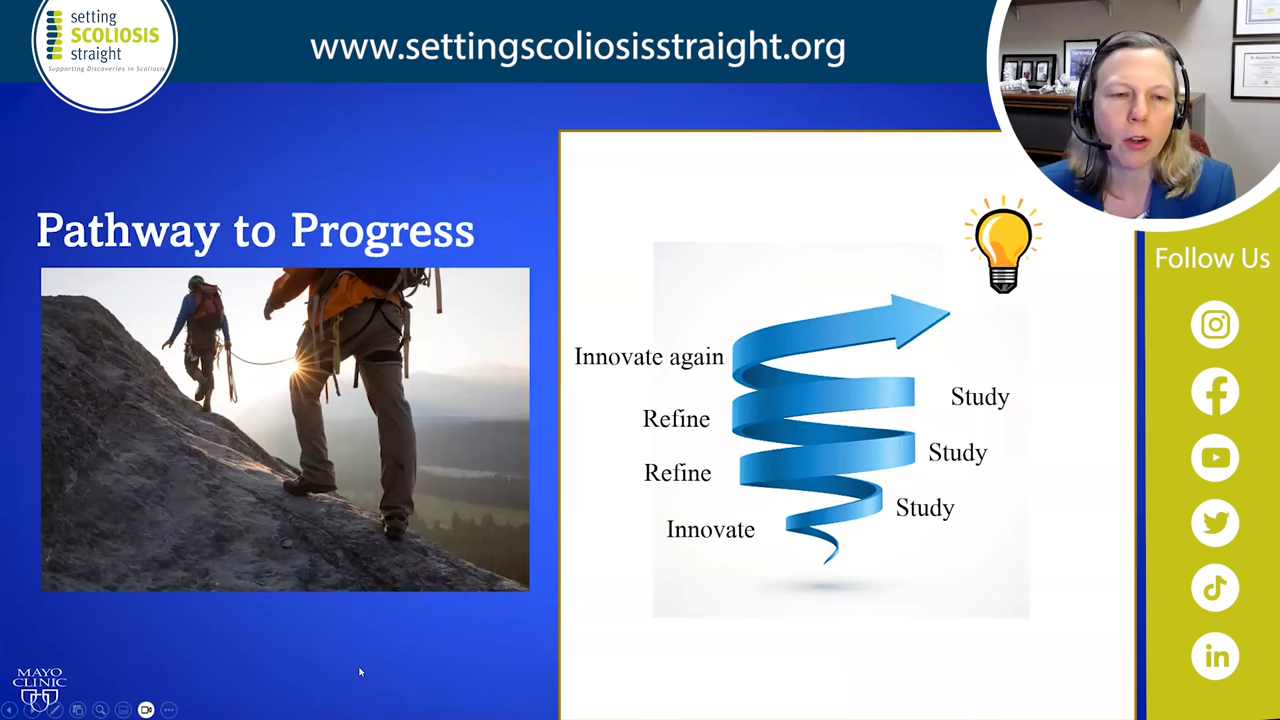 setting
SCOLIOSIS
straight
Supporting Discoveries in Scoliosis
www.settingscoliosisstraight.org
Pathway to Progress
Follow Us
Innovate again
Study
Refine
Study
Refine
Study
Innovate
MAYO
CLINIC